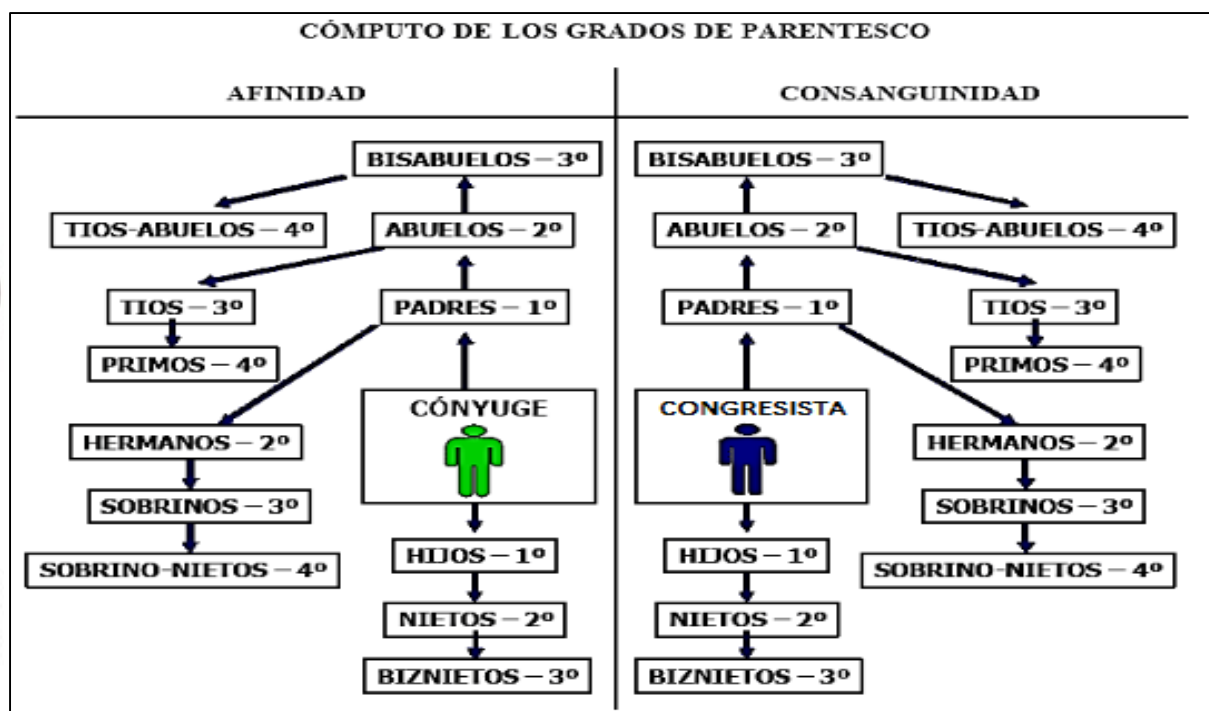 CÓMPUTO DE LOS GRADOS DE PARENTESCO
AFINIDAD
BISABUELOS – 3º
TIOS-ABUELOS – 4º
ABUELOS – 2º
TIOS – 3º
PADRES – 1º
PRIMOS – 4º
CÓNYUGE
HERMANOS – 2º
SOBRINOS – 3º
HIJOS – 1º
SOBRINO-NIETOS – 4º
NIETOS – 2º
BIZNIETOS – 3º
CONSANGUINIDAD
BISABUELOS – 3º
ABUELOS – 2º
TIOS-ABUELOS – 4º
PADRES – 1º
TIOS – 3º
PRIMOS – 4º
CONGRESISTA
HERMANOS – 2º
SOBRINOS – 3º
HIJOS – 1º
SOBRINO-NIETOS – 4º
NIETOS – 2º
BIZNIETOS – 3º